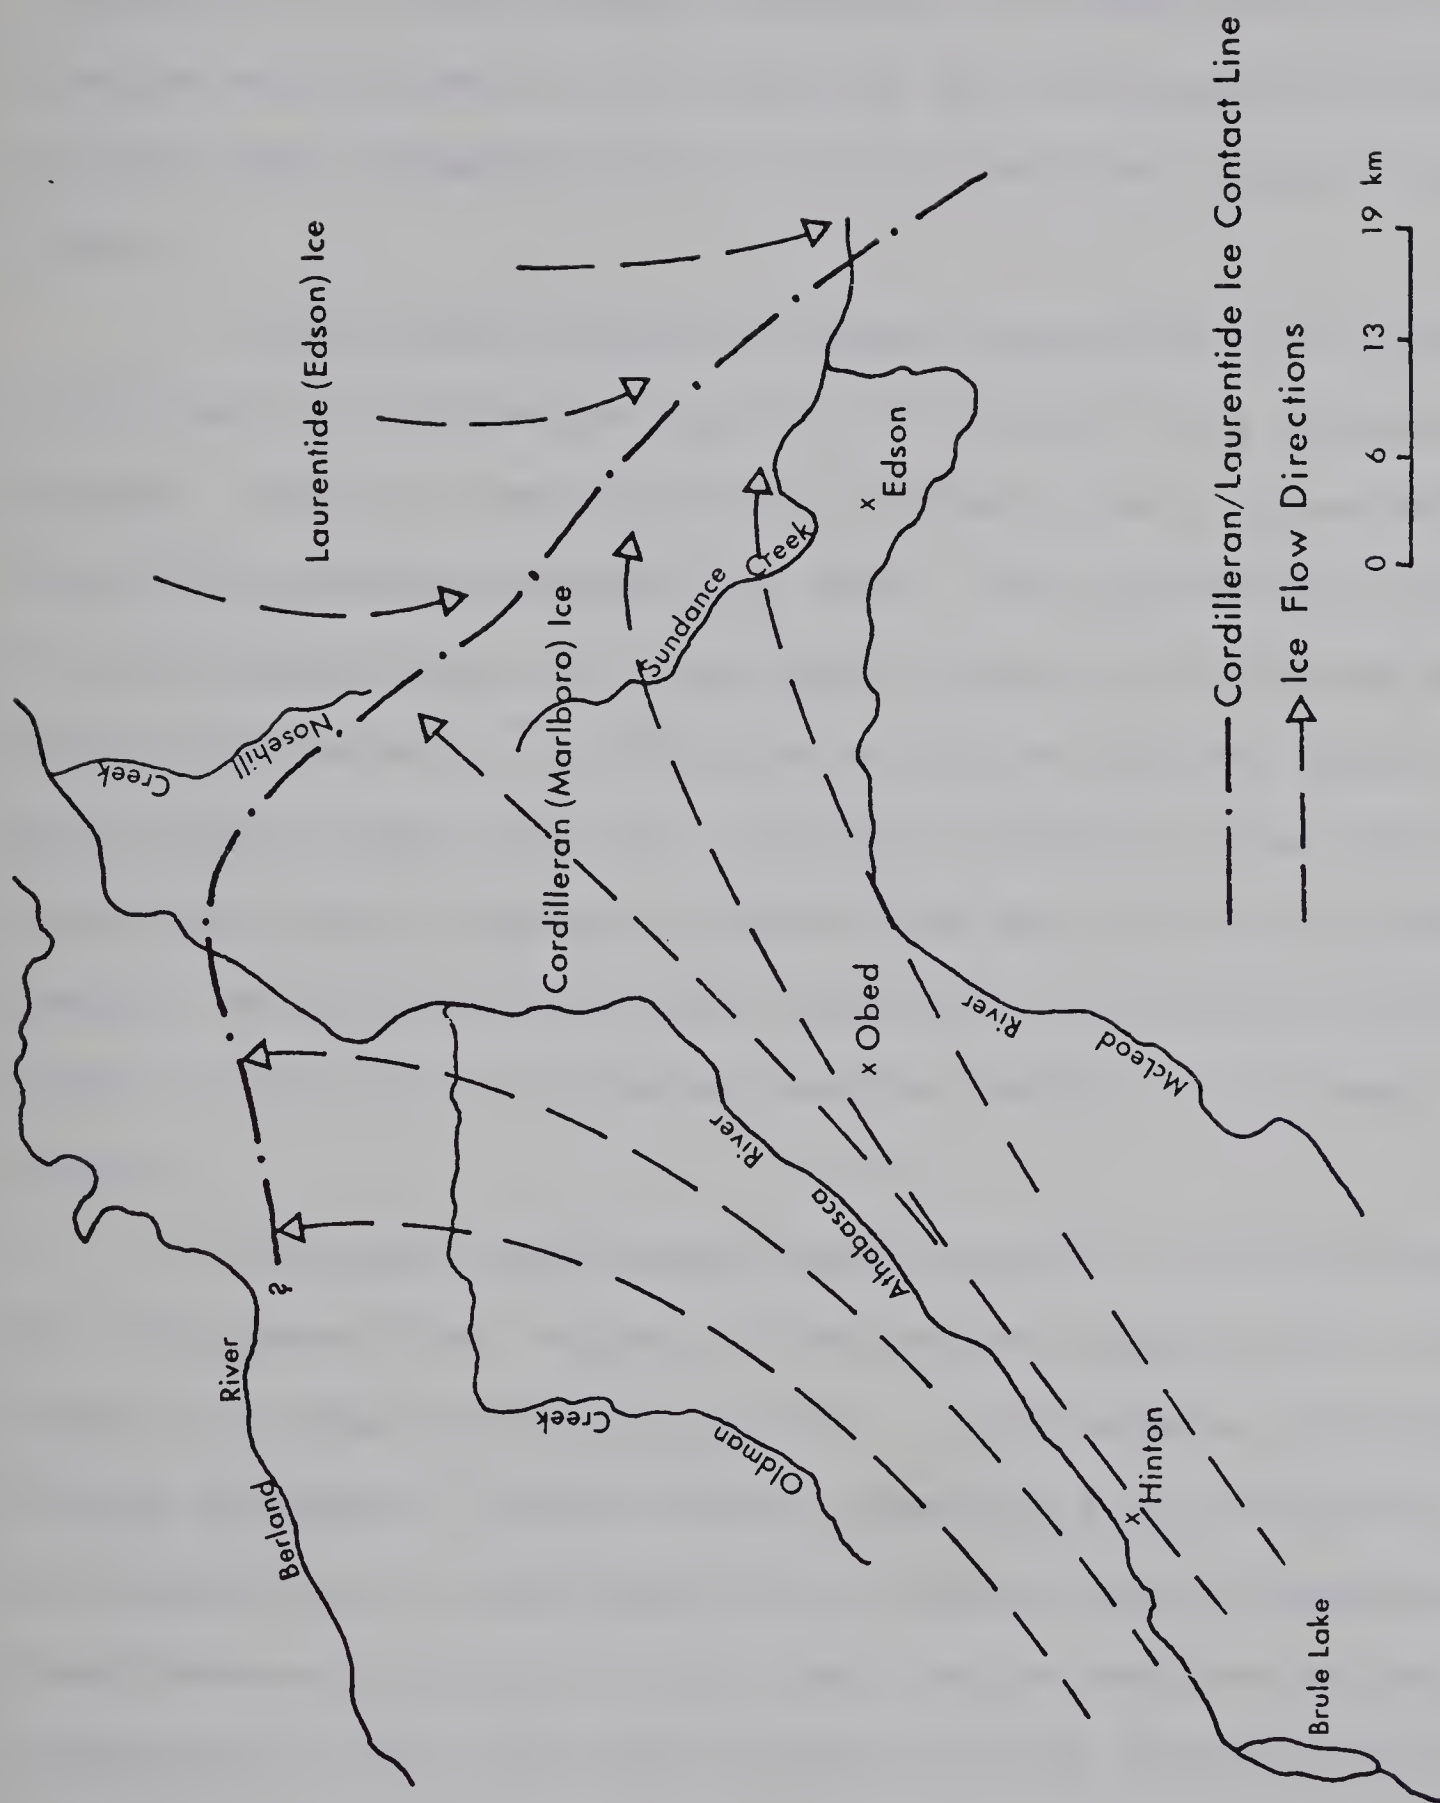 Laurentide (Edson) Ice
Nosehill
Creek
Cordilleran (Marlboro) Ice
Sundance
Creek
Edson
x
x Obed
River
McLeod
River
Athabasca
?
River
Berland
Creek
Oldman
x
Hinton
Brule Lake
Cordilleran/Laurentide Ice Contact Line
Ice Flow Directions
0 6 13 19 km